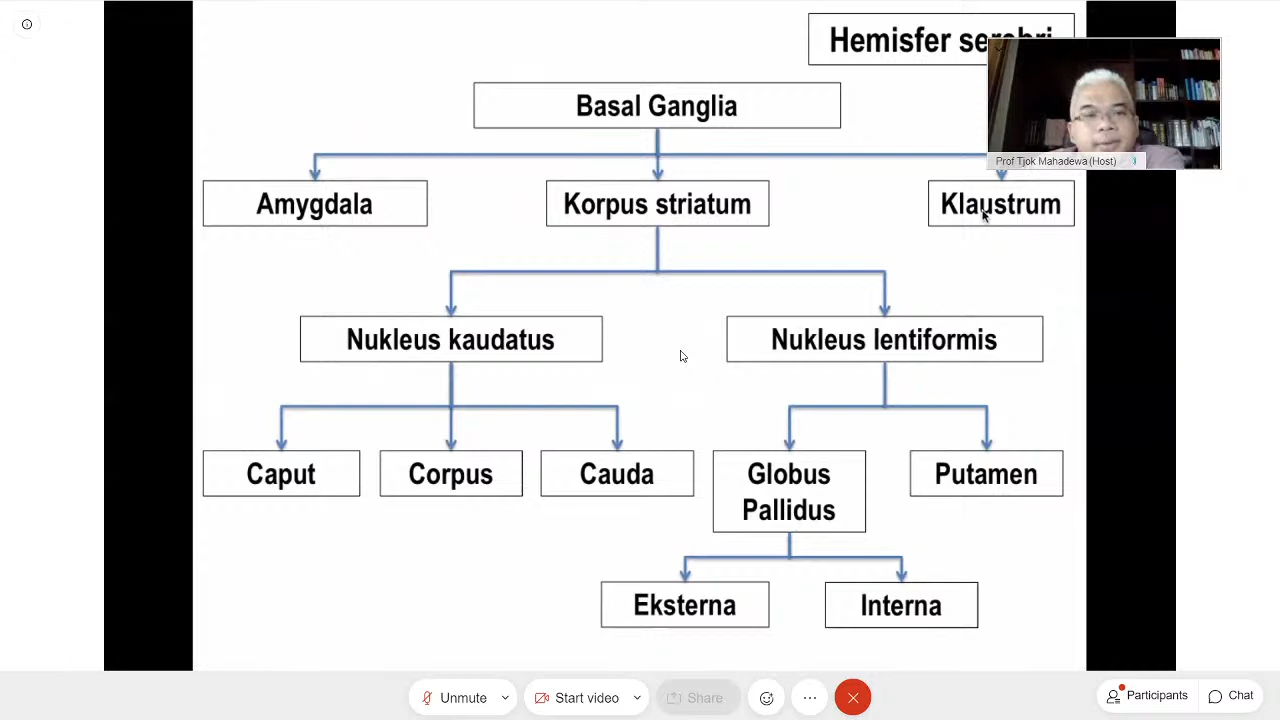 Hemisfer serebri
Basal Ganglia
Prof Tjok Mahadewa (Host)
Amygdala
Korpus striatum
Klaustrum
Nukleus kaudatus
Nukleus lentiformis
Caput
Corpus
Cauda
Globus
Pallidus
Putamen
Eksterna
Interna
Unmute
Start video
Share
Participants
Chat